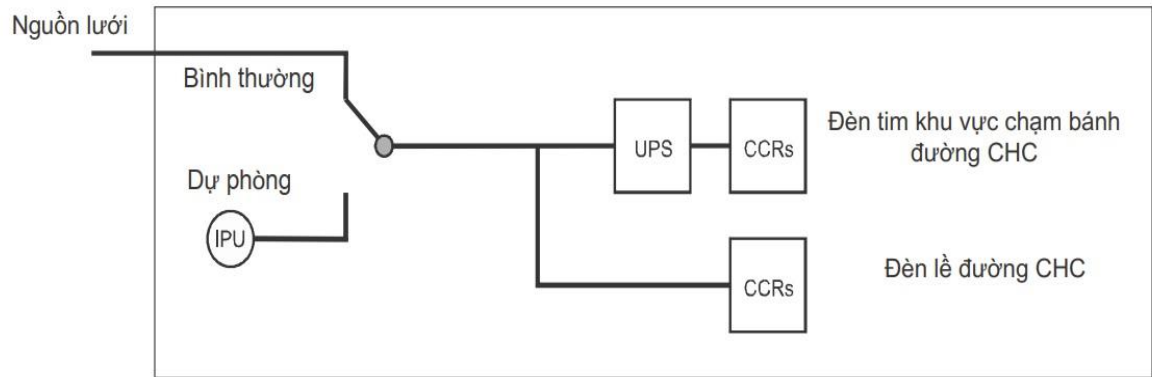 Nguồn lưới
Bình thường
Dự phòng
IPU
UPS
CCRs
Đèn tim khu vực chạm bánh
đường CHC
CCRs
Đèn lề đường CHC